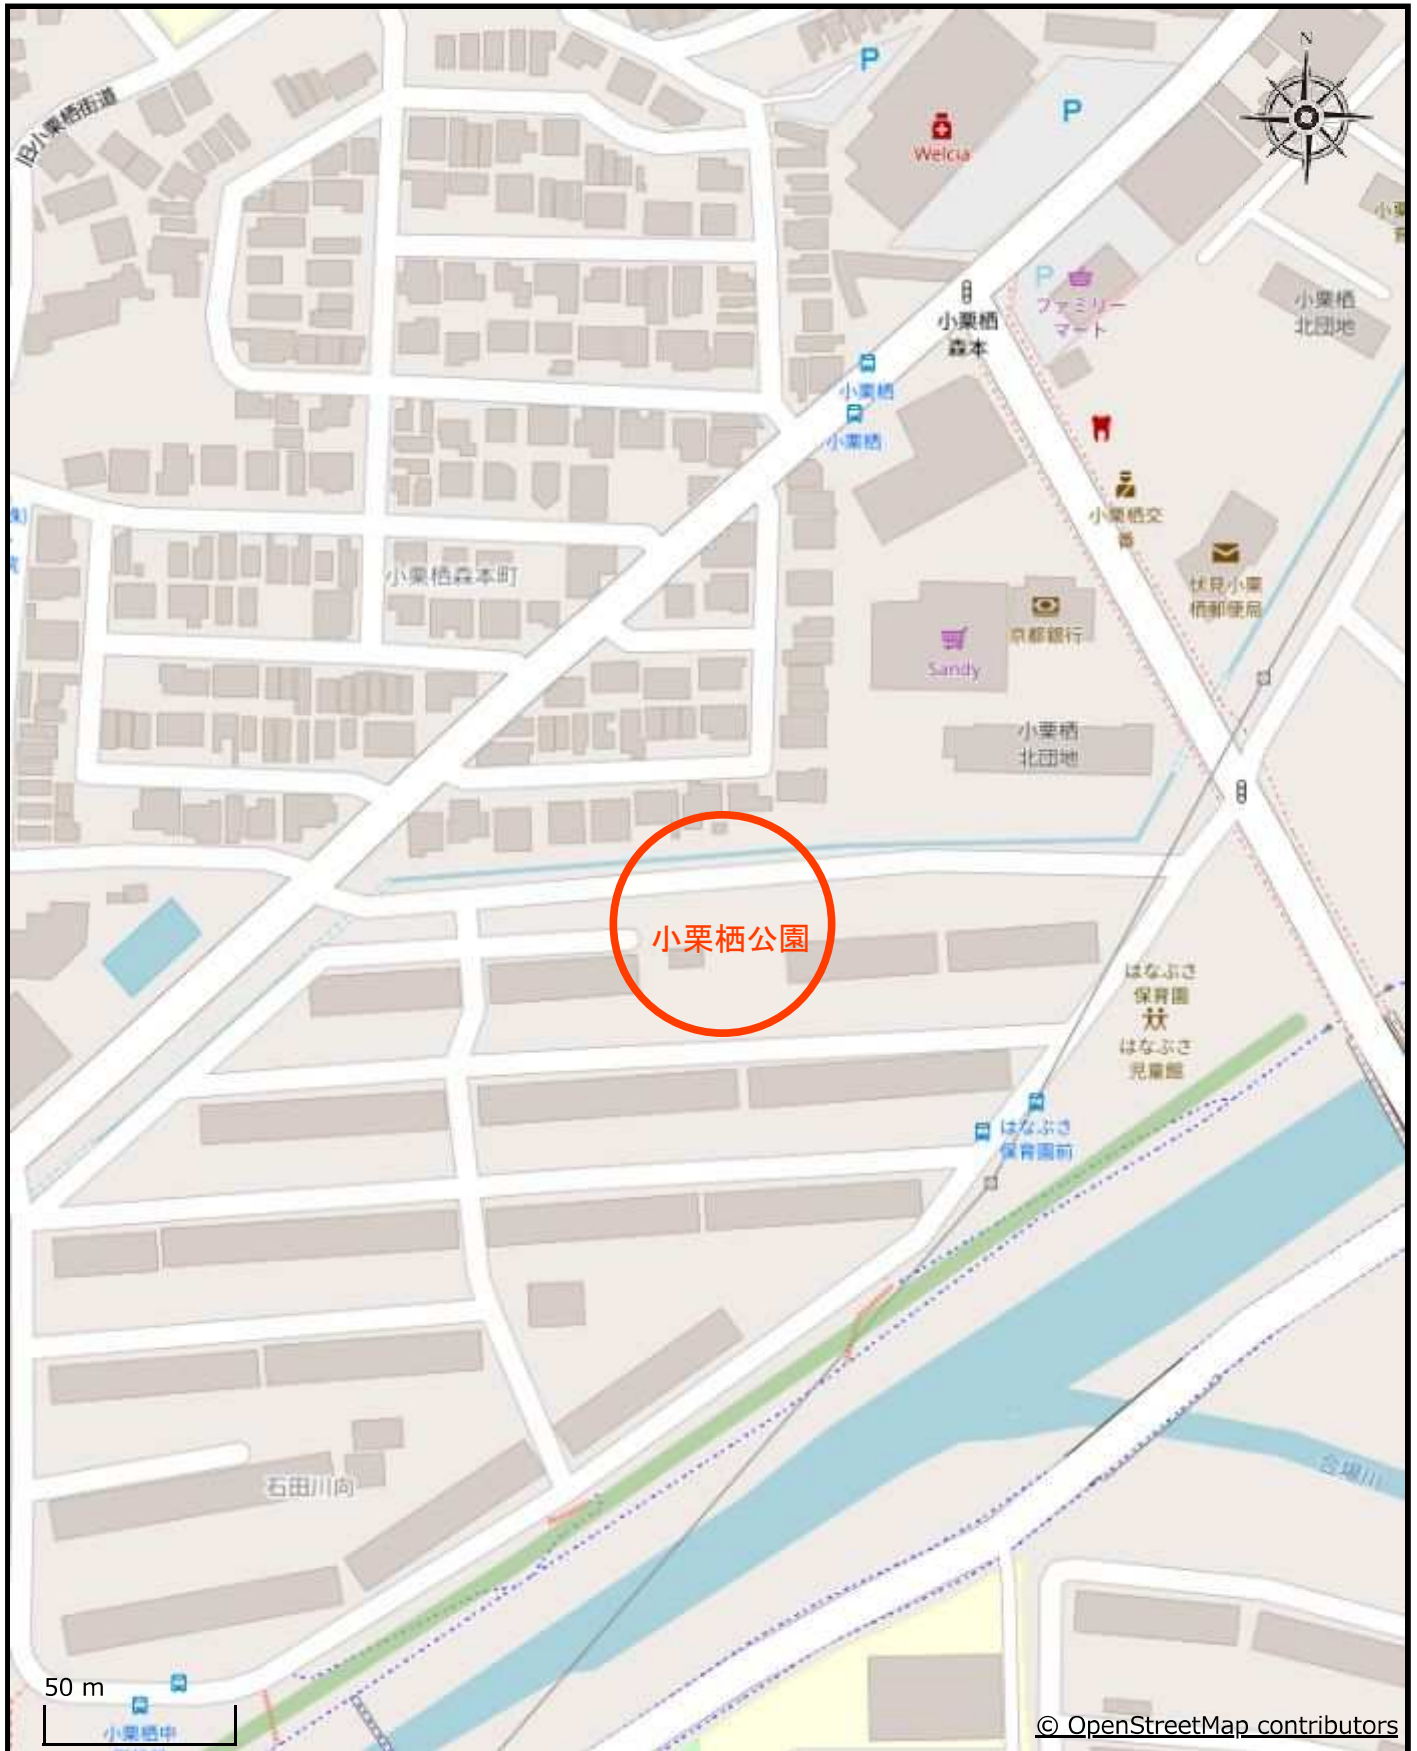 N
旧小栗栖街道
P
P
Welcia
小栗栖
北団地
P
ファミリー
マート
小栗栖
森本
小栗栖
小栗栖
小栗栖交
番
伏見小栗
栖郵便局
小栗栖森本町
京都銀行
Sandy
小栗栖
北団地
小栗栖公園
はなぶさ
保育園
はなぶさ
児童館
はなぶさ
保育園前
石田川向
合場川
50 m
小栗栖中
© OpenStreetMap contributors